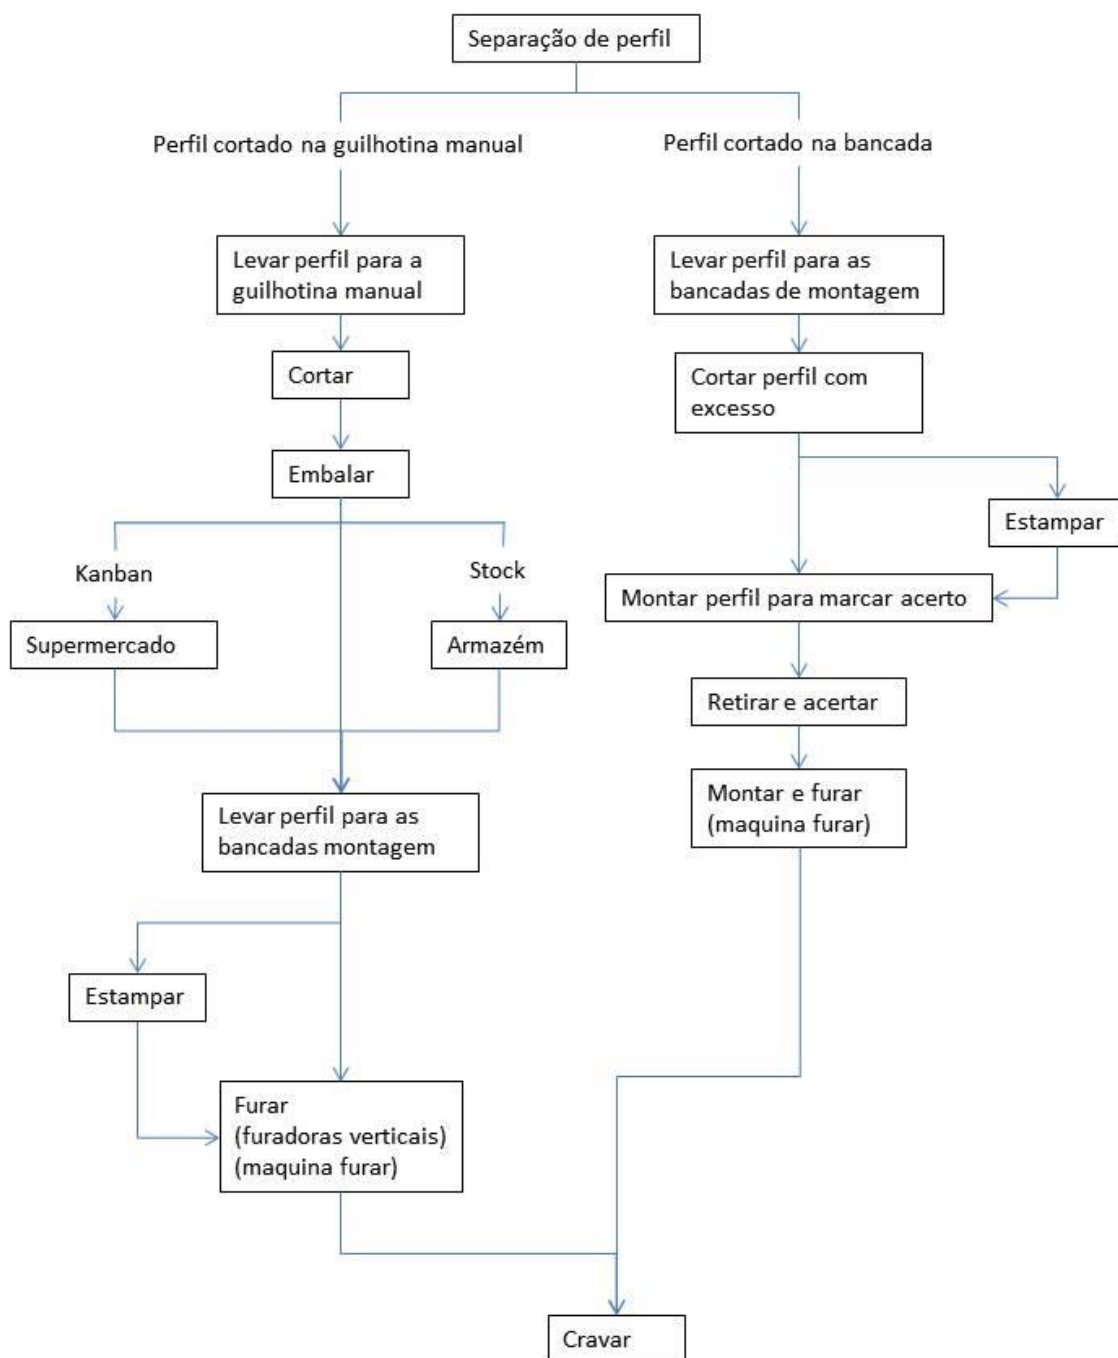 Separação de perfil
Perfil cortado na guilhotina manual
Perfil cortado na bancada
Levar perfil para a
guilhotina manual
Levar perfil para as
bancadas de montagem
Cortar
Cortar perfil com
excesso
Embalar
Estampar
Kanban
Stock
Montar perfil para marcar acerto
Supermercado
Armazém
Retirar e acertar
Montar e furar
(maquina furar)
Levar perfil para as
bancadas montagem
Estampar
Furar
(furadoras verticais)
(maquina furar)
Cravar